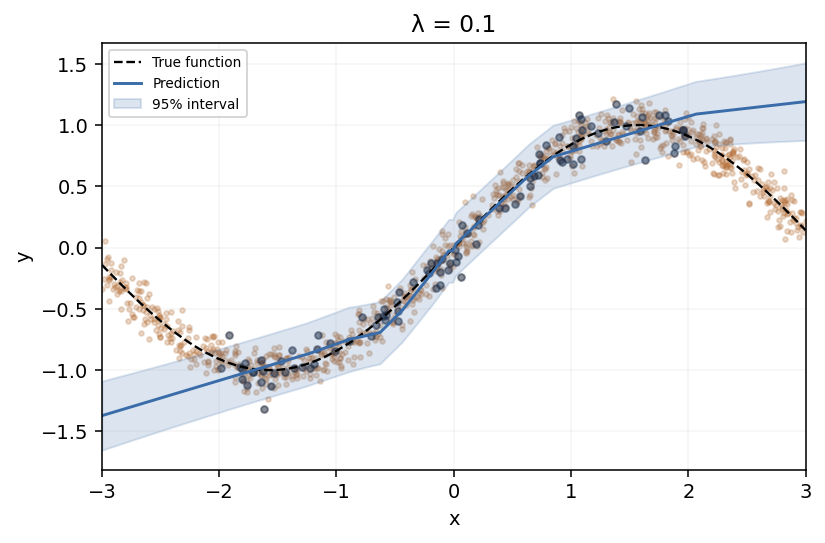 λ = 0.1
True function
Prediction
95% interval
1.5
1.0
0.5
0.0
−0.5
−1.0
−1.5
y
−3 −2 −1 0 1 2 3
x